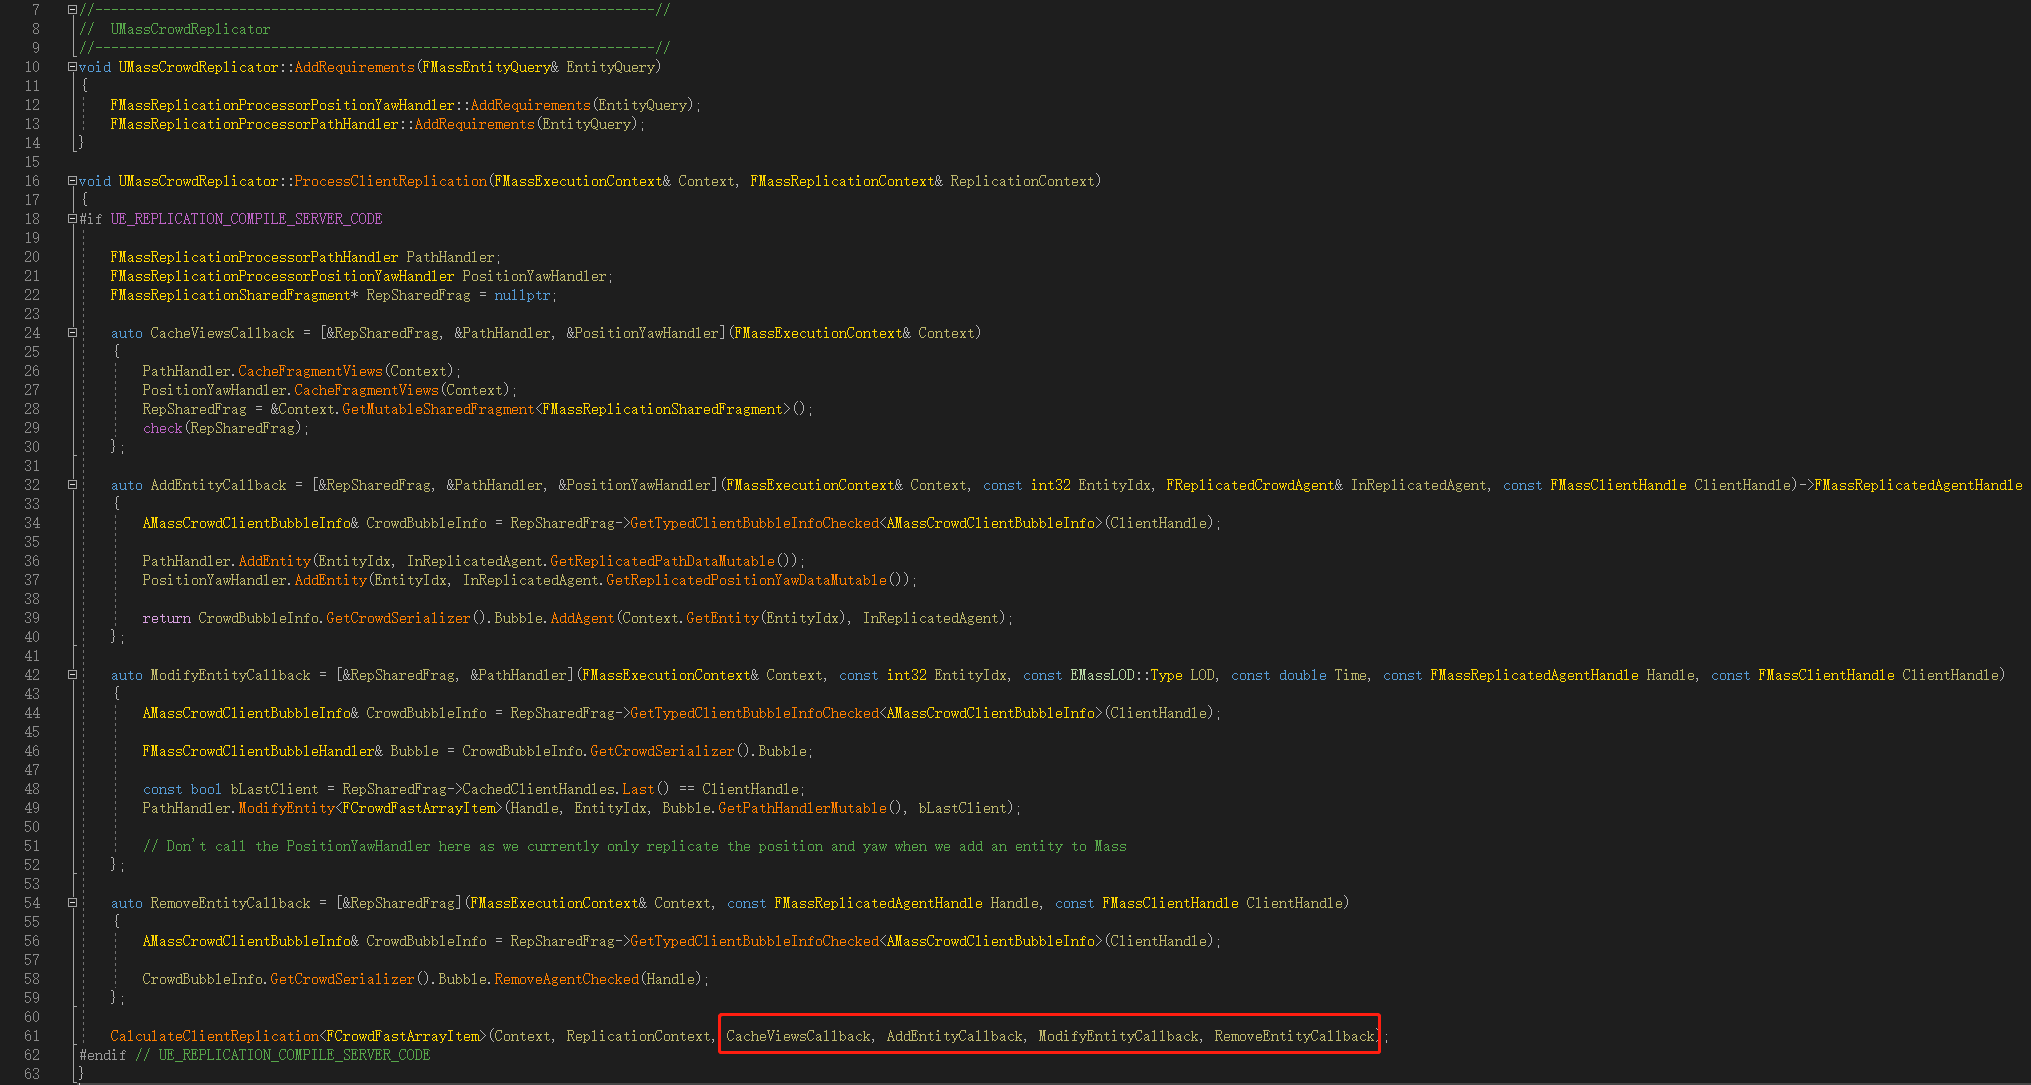 7 //----------------------------------------------------------------------//
8 //  UMassCrowdReplicator
9 //----------------------------------------------------------------------//
10 void UMassCrowdReplicator::AddRequirements(FMassEntityQuery& EntityQuery)
11 {
12     FMassReplicationProcessorPositionYawHandler::AddRequirements(EntityQuery);
13     FMassReplicationProcessorPathHandler::AddRequirements(EntityQuery);
14 }
15
16 void UMassCrowdReplicator::ProcessClientReplication(FMassExecutionContext& Context, FMassReplicationContext& ReplicationContext)
17 {
18 #if UE_REPLICATION_COMPILE_SERVER_CODE
19
20     FMassReplicationProcessorPathHandler PathHandler;
21     FMassReplicationProcessorPositionYawHandler PositionYawHandler;
22     FMassReplicationSharedFragment* RepSharedFrag = nullptr;
23
24     auto CacheViewsCallback = [&RepSharedFrag, &PathHandler, &PositionYawHandler](FMassExecutionContext& Context)
25     {
26         PathHandler.CacheFragmentViews(Context);
27         PositionYawHandler.CacheFragmentViews(Context);
28         RepSharedFrag = &Context.GetMutableSharedFragment<FMassReplicationSharedFragment>();
29         check(RepSharedFrag);
30     };
31
32     auto AddEntityCallback = [&RepSharedFrag, &PathHandler, &PositionYawHandler](FMassExecutionContext& Context, const int32 EntityIdx, FReplicatedCrowdAgent& InReplicatedAgent, const FMassClientHandle ClientHandle)->FMassReplicatedAgentHandle
33     {
34         AMassCrowdClientBubbleInfo& CrowdBubbleInfo = RepSharedFrag->GetTypedClientBubbleInfoChecked<AMassCrowdClientBubbleInfo>(ClientHandle);
35
36         PathHandler.AddEntity(EntityIdx, InReplicatedAgent.GetReplicatedPathDataMutable());
37         PositionYawHandler.AddEntity(EntityIdx, InReplicatedAgent.GetReplicatedPositionYawDataMutable());
38
39         return CrowdBubbleInfo.GetCrowdSerializer().Bubble.AddAgent(Context.GetEntity(EntityIdx), InReplicatedAgent);
40     };
41
42     auto ModifyEntityCallback = [&RepSharedFrag, &PathHandler](FMassExecutionContext& Context, const int32 EntityIdx, const EMassLOD::Type LOD, const double Time, const FMassReplicatedAgentHandle Handle, const FMassClientHandle ClientHandle)
43     {
44         AMassCrowdClientBubbleInfo& CrowdBubbleInfo = RepSharedFrag->GetTypedClientBubbleInfoChecked<AMassCrowdClientBubbleInfo>(ClientHandle);
45
46         FMassCrowdClientBubbleHandler& Bubble = CrowdBubbleInfo.GetCrowdSerializer().Bubble;
47
48         const bool bLastClient = RepSharedFrag->CachedClientHandles.Last() == ClientHandle;
49         PathHandler.ModifyEntity<FCrowdFastArrayItem>(Handle, EntityIdx, Bubble.GetPathHandlerMutable(), bLastClient);
50
51         // Don't call the PositionYawHandler here as we currently only replicate the position and yaw when we add an entity to Mass
52     };
53
54     auto RemoveEntityCallback = [&RepSharedFrag](FMassExecutionContext& Context, const FMassReplicatedAgentHandle Handle, const FMassClientHandle ClientHandle)
55     {
56         AMassCrowdClientBubbleInfo& CrowdBubbleInfo = RepSharedFrag->GetTypedClientBubbleInfoChecked<AMassCrowdClientBubbleInfo>(ClientHandle);
57
58         CrowdBubbleInfo.GetCrowdSerializer().Bubble.RemoveAgentChecked(Handle);
59     };
60
61     CalculateClientReplication<FCrowdFastArrayItem>(Context, ReplicationContext, CacheViewsCallback, AddEntityCallback, ModifyEntityCallback, RemoveEntityCallback);
62 #endif // UE_REPLICATION_COMPILE_SERVER_CODE
63 }